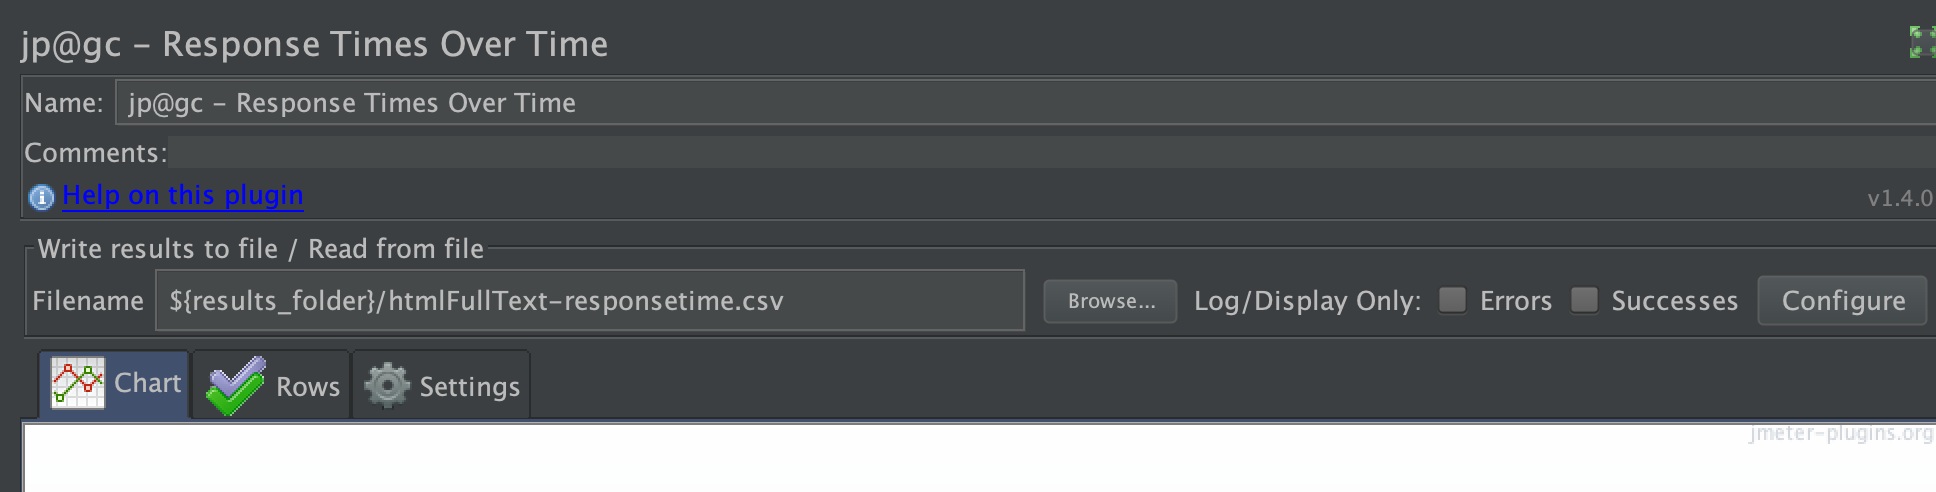 jp@gc - Response Times Over Time
Name: jp@gc - Response Times Over Time
Comments:
Help on this plugin
v1.4.0
Write results to file / Read from file
Filename ${results_folder}/htmlFullText-responsetime.csv Browse... Log/Display Only: Errors Successes Configure
Chart Rows Settings
jmeter-plugins.org